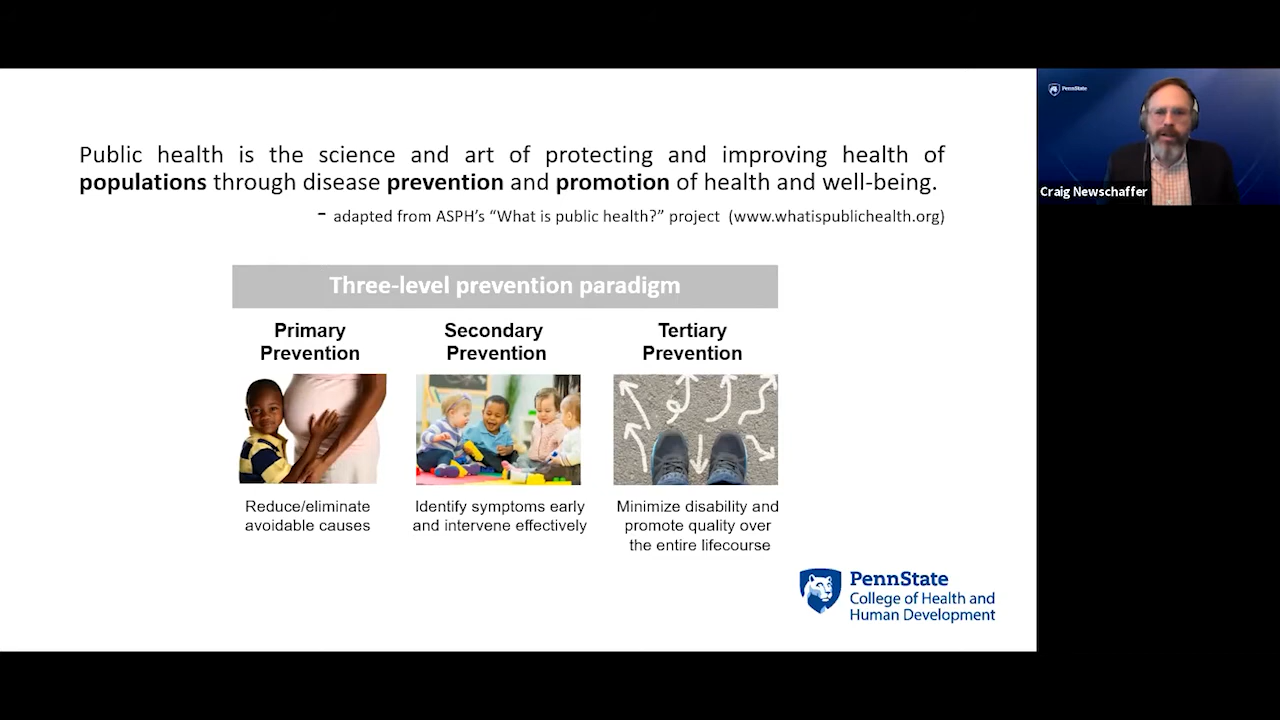 Public health is the science and art of protecting and improving health of
populations through disease prevention and promotion of health and well-being.
- adapted from ASPH's “What is public health?” project (www.whatispublichealth.org)
Three-level prevention paradigm
Primary
Prevention
Reduce/eliminate
avoidable causes
Secondary
Prevention
Identify symptoms early
and intervene effectively
Tertiary
Prevention
Minimize disability and
promote quality over
the entire lifecourse
PennState
College of Health and
Human Development
PennState
Craig Newschaffer